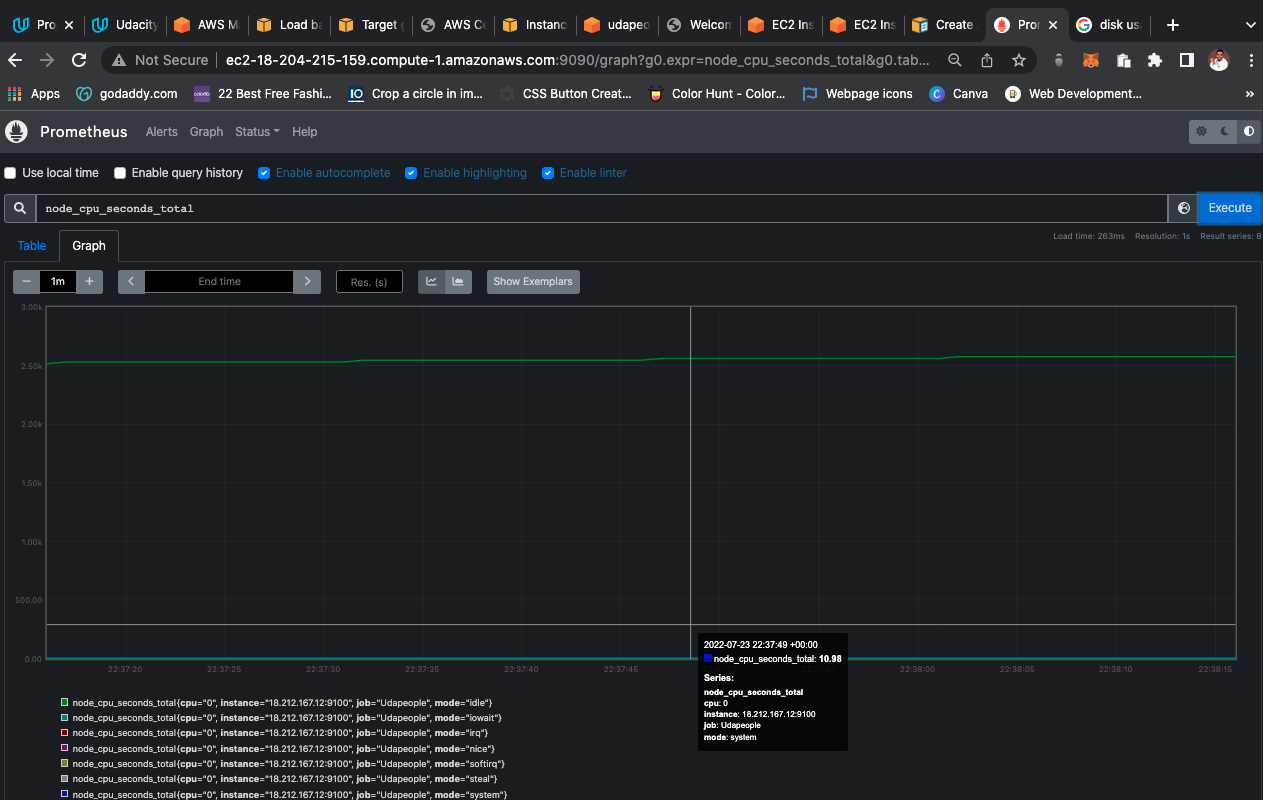 Pro
Udacity
AWS M
Load ba
Target
AWS C
Instanc
udapeo
Welcom
EC2 Ins
EC2 Ins
Create
Pro
disk us
Not Secure
ec2-18-204-215-159.compute-1.amazonaws.com:9090/graph?g0.expr=node_cpu_seconds_total&g0.tab...
Apps
godaddy.com
22 Best Free Fashi...
Crop a circle in im...
CSS Button Creat...
Color Hunt - Color...
Webpage icons
Canva
Web Development...
»
Prometheus
Alerts
Graph
Status
Help
Use local time
Enable query history
Enable autocomplete
Enable highlighting
Enable linter
node_cpu_seconds_total
Execute
Load time: 263ms Resolution: 1s Result series: 8
Table
Graph
1m
End time
Res. (s)
Show Exemplars
3.00k
2.50k
2.00k
1.50k
1.00k
500.00
0.00
22:37:20
22:37:25
22:37:30
22:37:35
22:37:40
22:37:45
22:38:00
22:38:05
22:38:10
22:38:15
2022-07-23 22:37:49 +00:00
node_cpu_seconds_total: 10.98
Series:
node_cpu_seconds_total
cpu: 0
instance: 18.212.167.12:9100
job: Udapeople
mode: system
node_cpu_seconds_total{cpu="0", instance="18.212.167.12:9100", job="Udapeople", mode="idle"}
node_cpu_seconds_total{cpu="0", instance="18.212.167.12:9100", job="Udapeople", mode="iowait"}
node_cpu_seconds_total{cpu="0", instance="18.212.167.12:9100", job="Udapeople", mode="irq"}
node_cpu_seconds_total{cpu="0", instance="18.212.167.12:9100", job="Udapeople", mode="nice"}
node_cpu_seconds_total{cpu="0", instance="18.212.167.12:9100", job="Udapeople", mode="softirq"}
node_cpu_seconds_total{cpu="0", instance="18.212.167.12:9100", job="Udapeople", mode="steal"}
node_cpu_seconds_total{cpu="0", instance="18.212.167.12:9100", job="Udapeople", mode="system"}